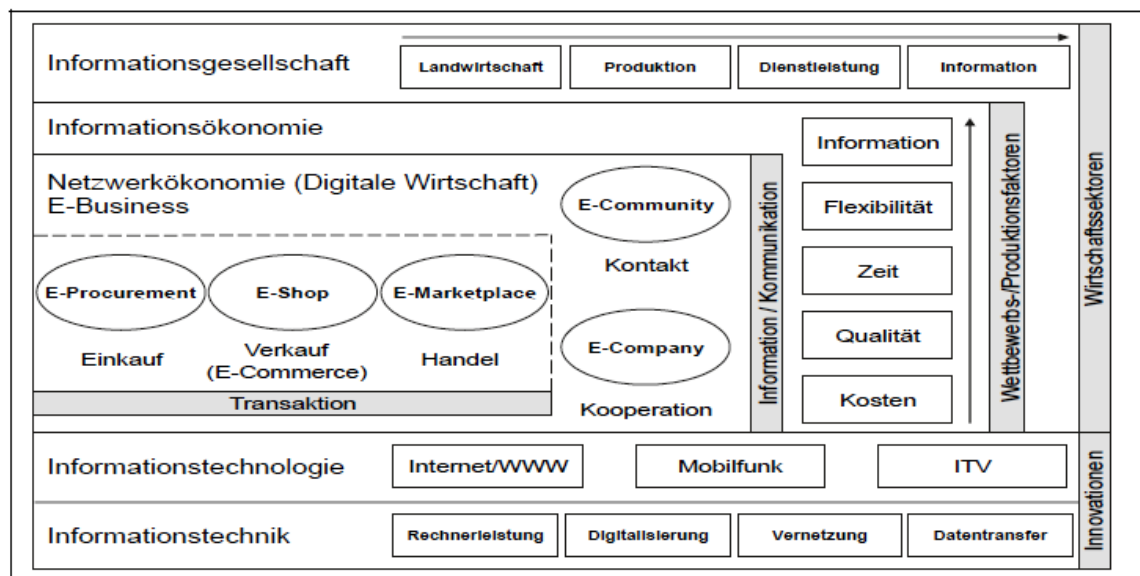 Informationsgesellschaft
Landwirtschaft
Produktion
Dienstleistung
Information
Informationsökonomie
Information
Flexibilität
Zeit
Qualität
Kosten
Netzwerkökonomie (Digitale Wirtschaft)
E-Business
E-Community
Kontakt
E-Procurement
E-Shop
E-Marketplace
Einkauf
Verkauf
(E-Commerce)
Handel
E-Company
Kooperation
Transaktion
Information / Kommunikation
Wettbewerbs-/Produktionsfaktoren
Wirtschaftssektoren
Informationstechnologie
Internet/WWW
Mobilfunk
ITV
Informationstechnik
Rechnerleistung
Digitalisierung
Vernetzung
Datentransfer
Innovationen